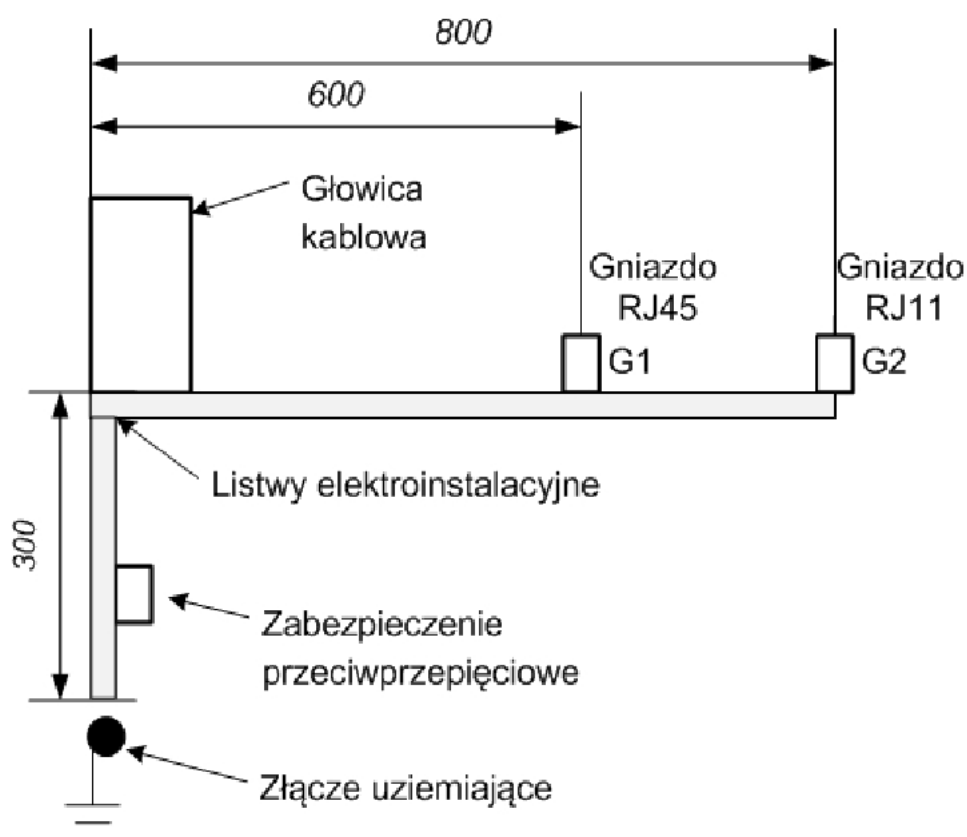 800
600
Głowica
kablowa
Gniazdo
RJ45
G1
Gniazdo
RJ11
G2
Listwy elektroinstalacyjne
300
Zabezpieczenie
przeciwprzepięciowe
Złącze uziemiające